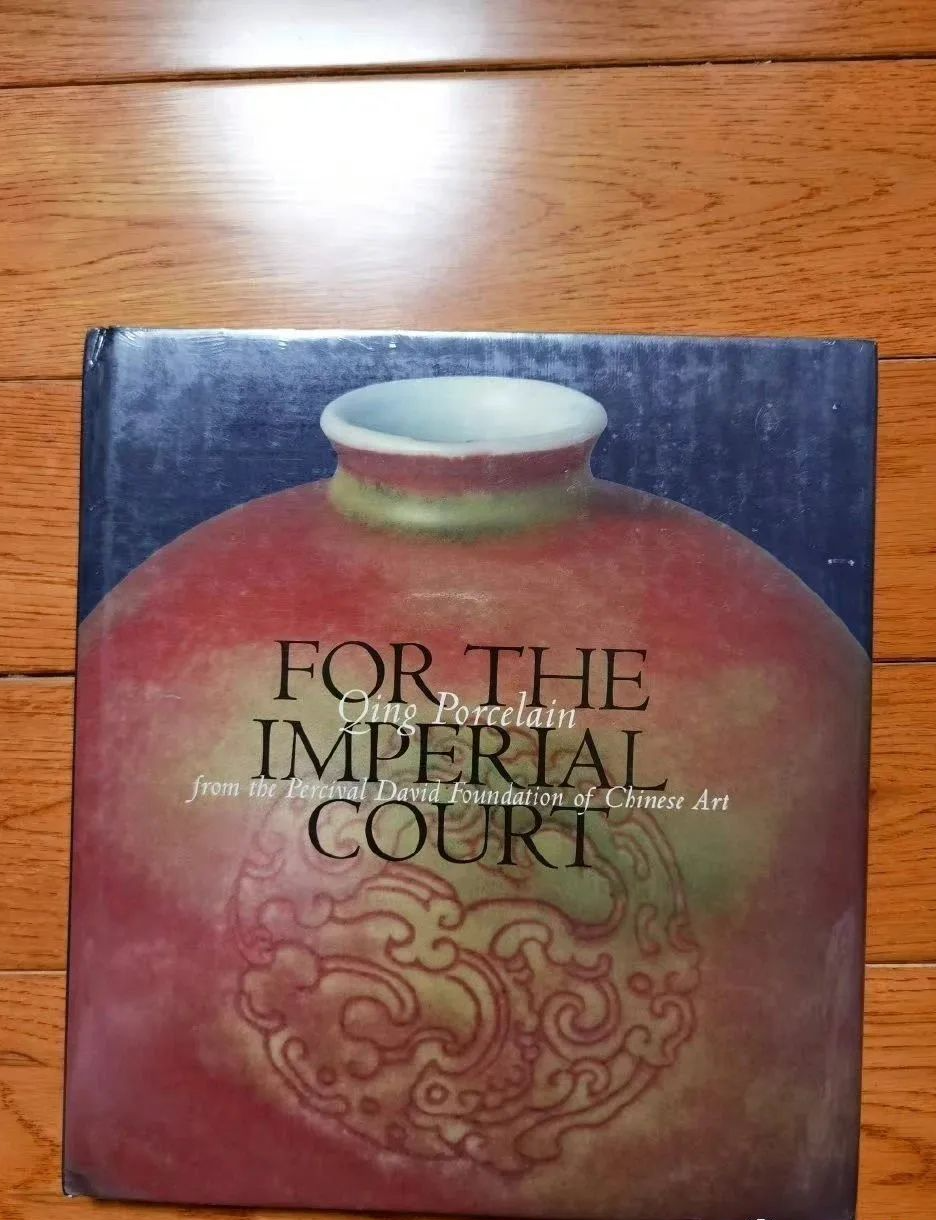 FOR THE
Qing Porcelain
IMPERIAL
from the Percival David Foundation of Chinese Art
COURT